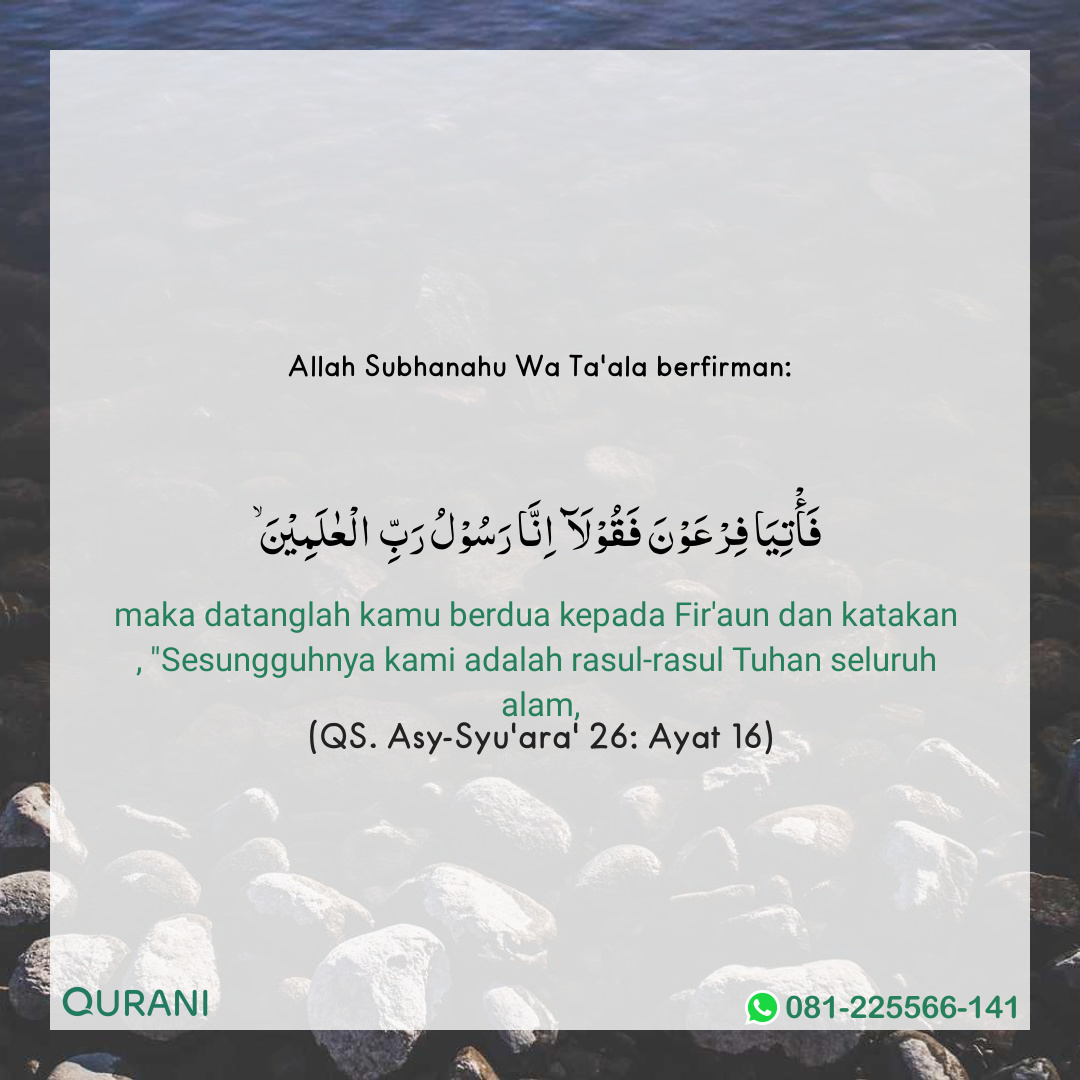 Allah Subhanahu Wa Ta'ala berfirman:
فَأْتِيَا فِرْعَوْنَ فَقُوْلَآ اِنَّا رَسُوْلُ رَبِّ الْعٰلَمِيْنَ ۙ
maka datanglah kamu berdua kepada Fir'aun dan katakan
, "Sesungguhnya kami adalah rasul-rasul Tuhan seluruh
alam,
(QS. Asy-Syu'ara' 26: Ayat 16)
QURANI
081-225566-141